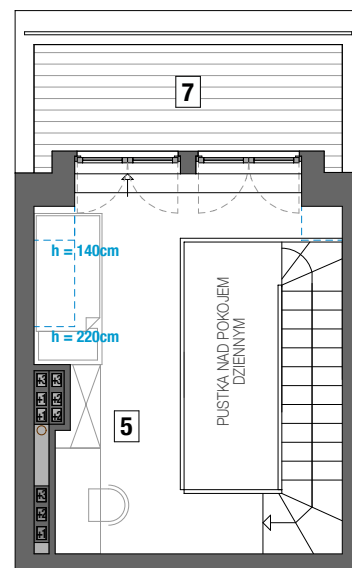 7
h = 140cm
h = 220cm
PUSTKA NAD POKOJEM
DZIENNYM
5